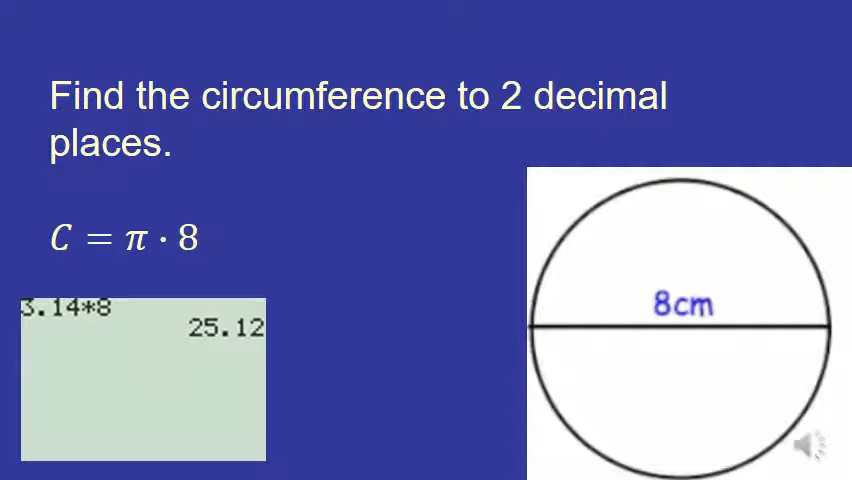 Find the circumference to 2 decimal
places.
C = π · 8
3.14*8
25.12
8cm